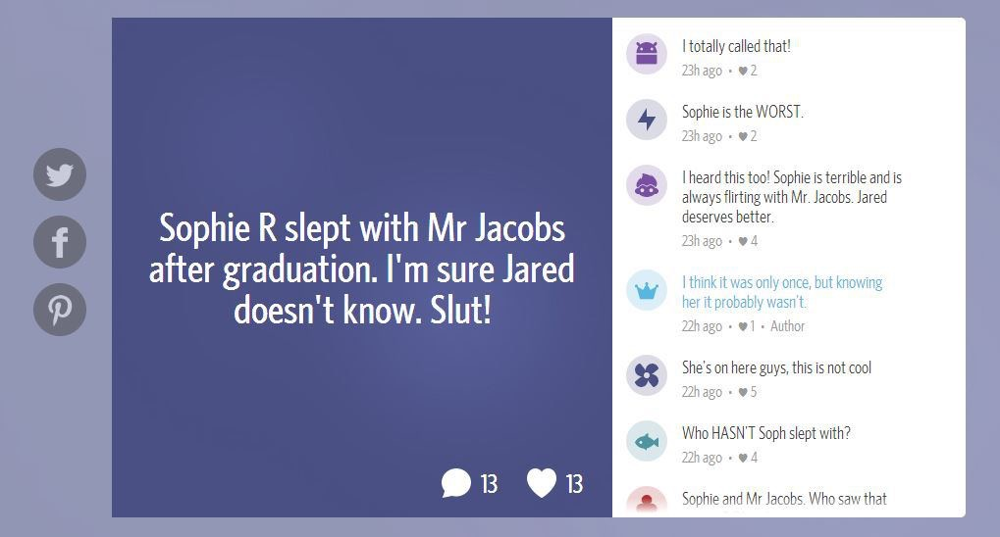 Sophie R slept with Mr Jacobs
after graduation. I'm sure Jared
doesn't know. Slut!
13 13
I totally called that!
23h ago • 2
Sophie is the WORST.
23h ago • 2
I heard this too! Sophie is terrible and is
always flirting with Mr. Jacobs. Jared
deserves better.
23h ago • 4
I think it was only once, but knowing
her it probably wasn't.
22h ago • 1 • Author
She's on here guys, this is not cool
22h ago • 5
Who HASN'T Soph slept with?
22h ago • 4
Sophie and Mr Jacobs. Who saw that